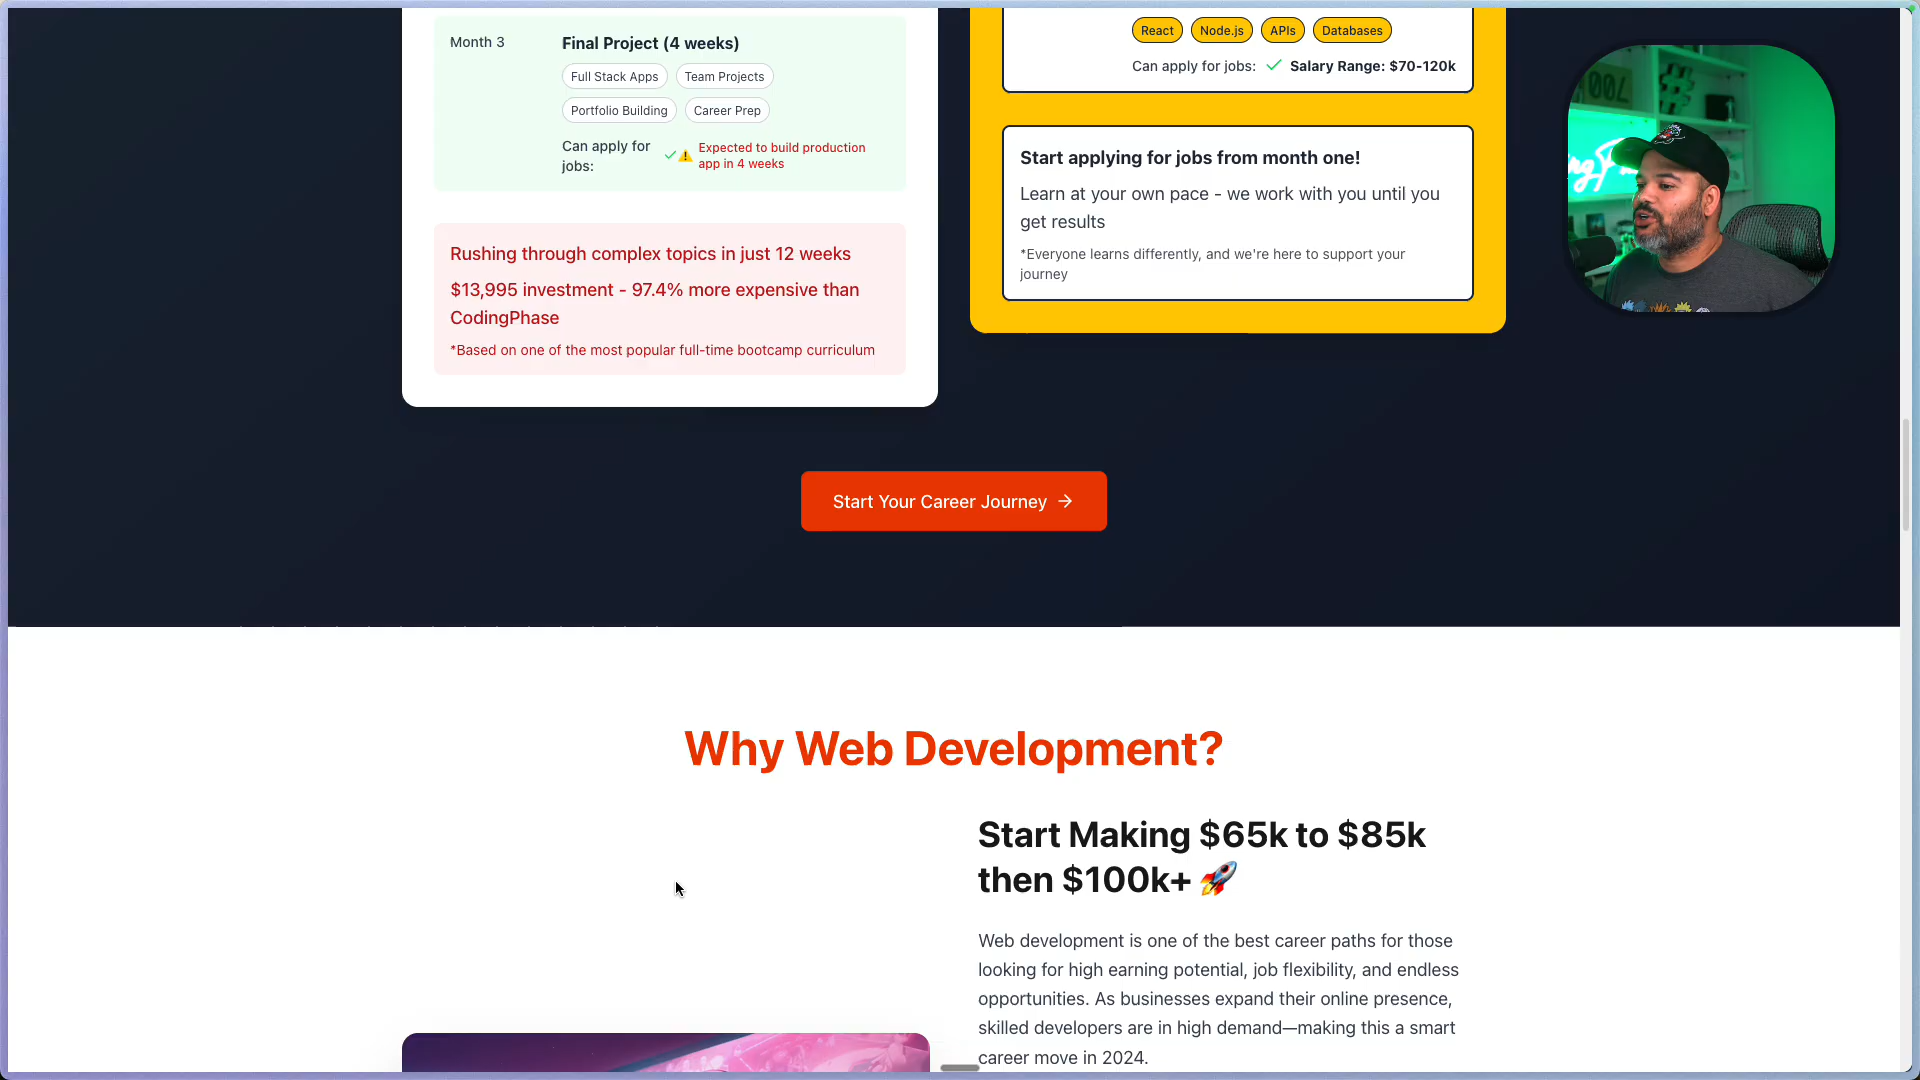 Month 3
Final Project (4 weeks)
Full Stack Apps
Team Projects
Portfolio Building
Career Prep
Can apply for
jobs:
Expected to build production
app in 4 weeks
Rushing through complex topics in just 12 weeks
$13,995 investment - 97.4% more expensive than
CodingPhase
*Based on one of the most popular full-time bootcamp curriculum
React
Node.js
APIs
Databases
Can apply for jobs:
Salary Range: $70-120k
Start applying for jobs from month one!
Learn at your own pace - we work with you until you
get results
*Everyone learns differently, and we're here to support your
journey
Start Your Career Journey
Why Web Development?
Start Making $65k to $85k
then $100k+
Web development is one of the best career paths for those
looking for high earning potential, job flexibility, and endless
opportunities. As businesses expand their online presence,
skilled developers are in high demand—making this a smart
career move in 2024.